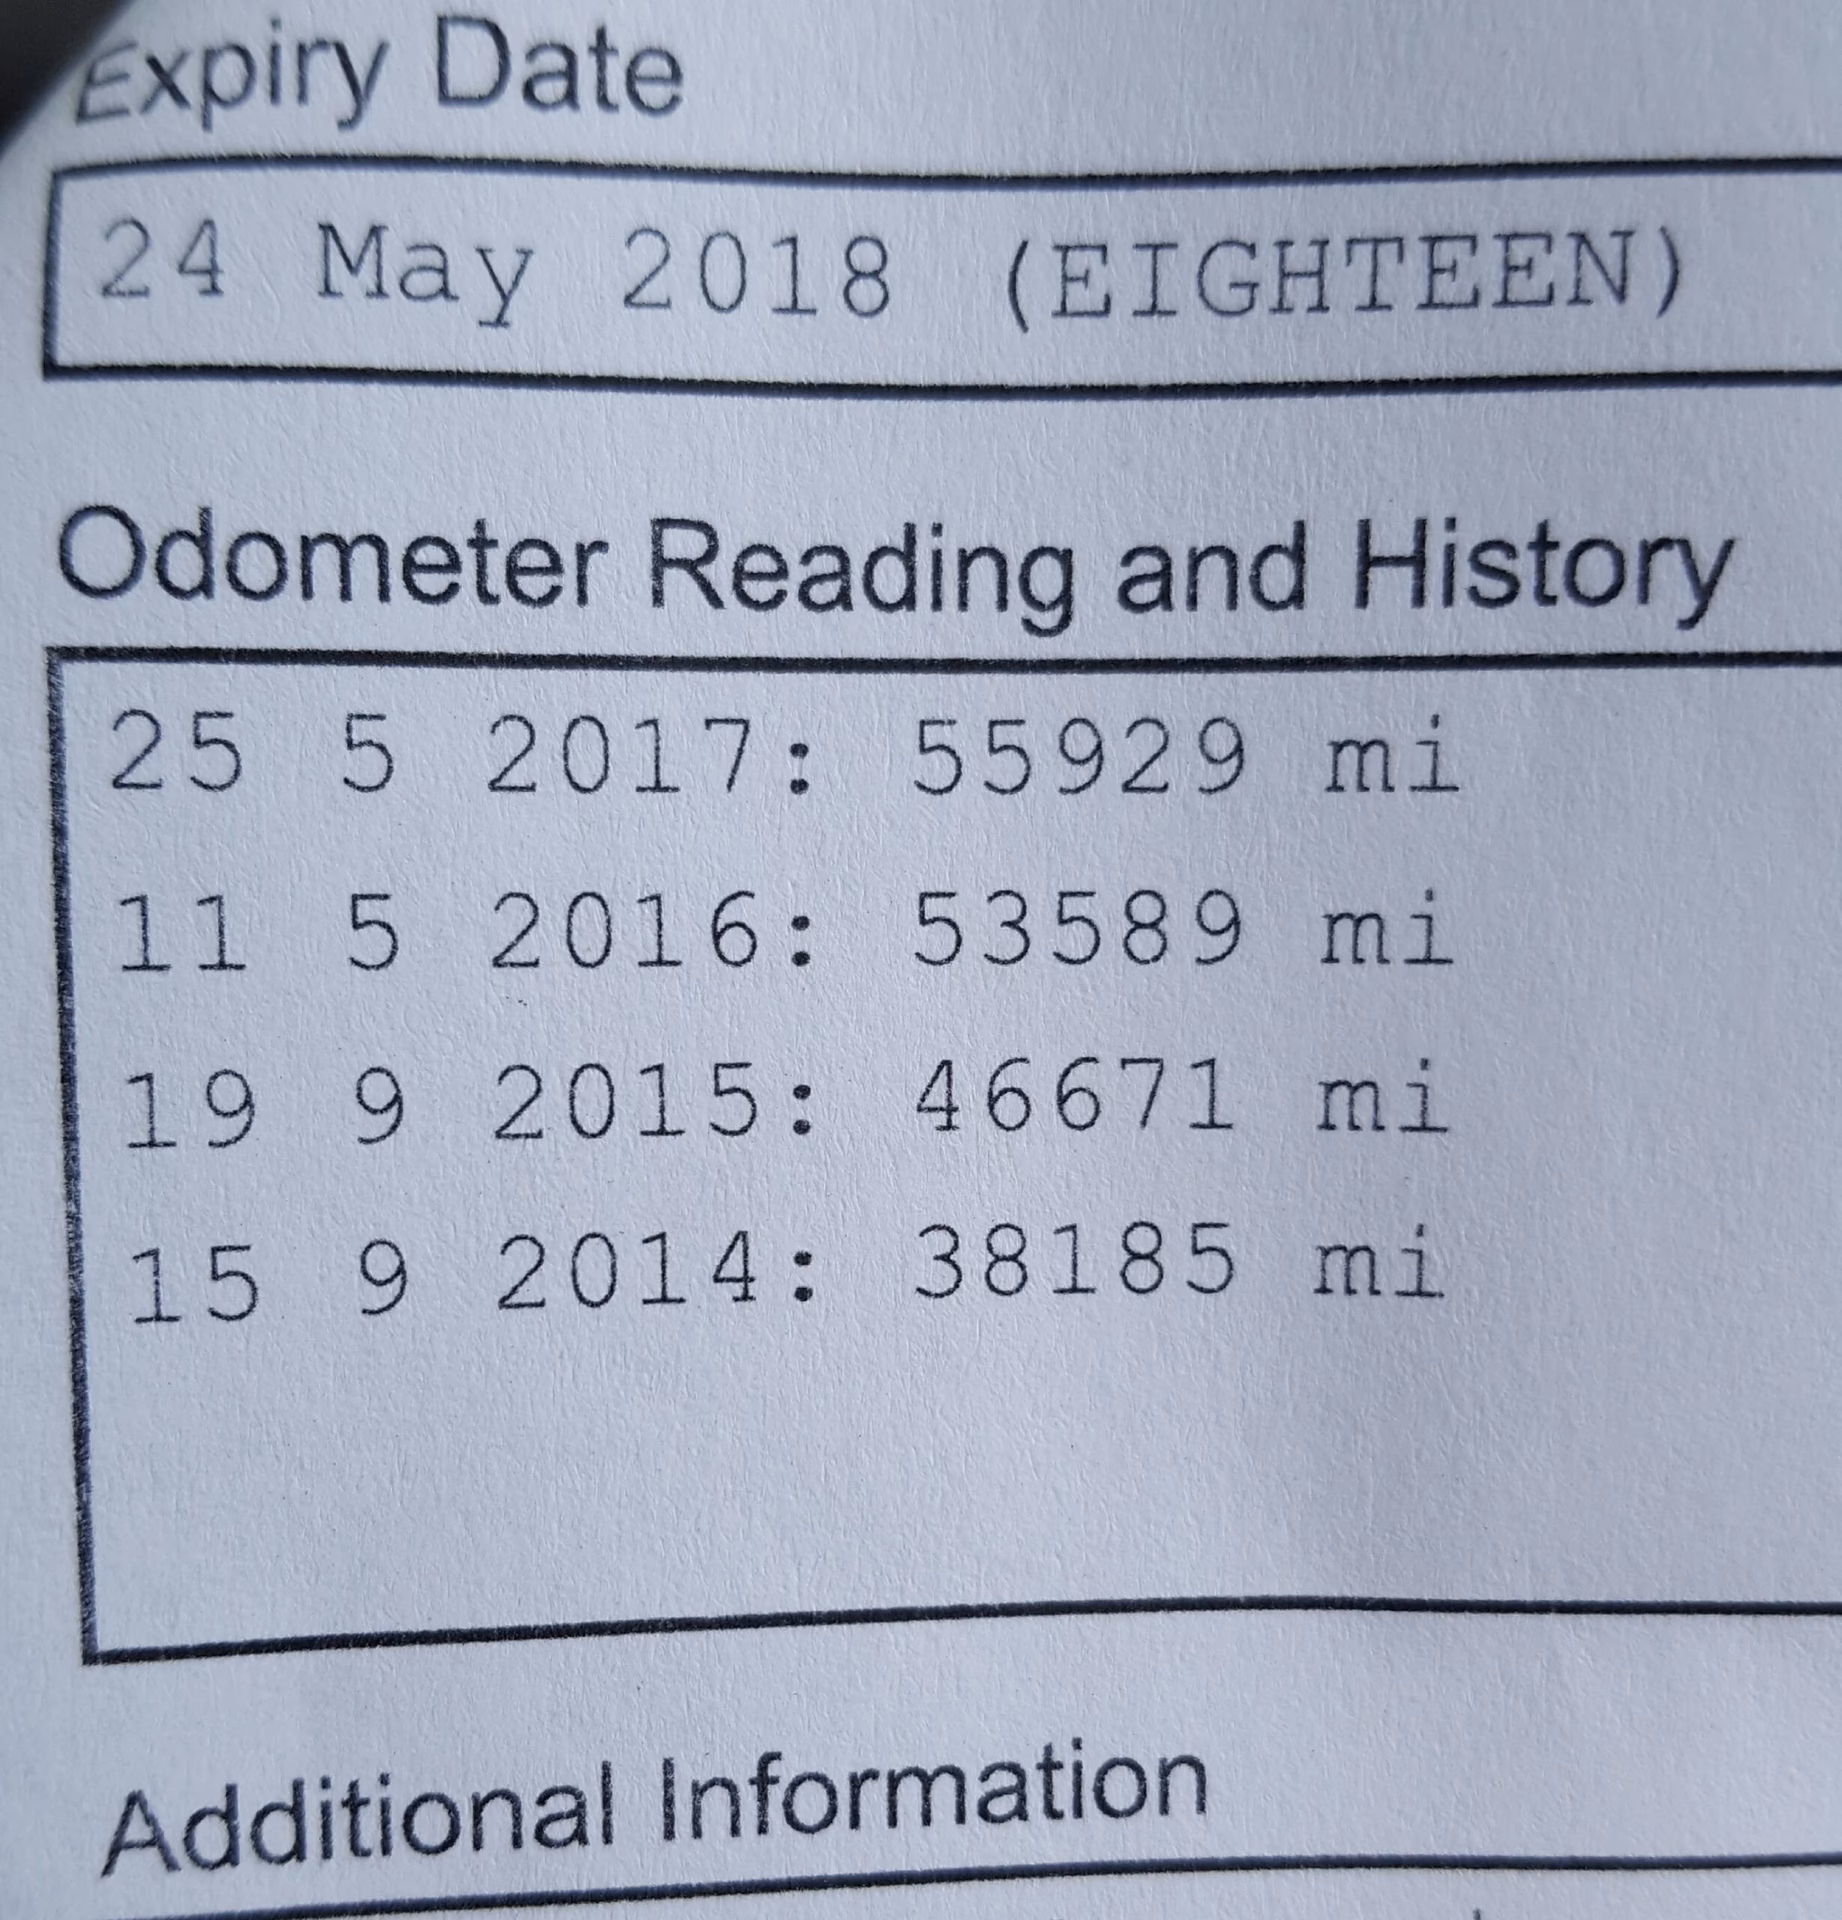 Expiry Date
24 May 2018 (EIGHTEEN)
Odometer Reading and History
25 5 2017: 55929 mi
11 5 2016: 53589 mi
19 9 2015: 46671 mi
15 9 2014: 38185 mi
Additional Information